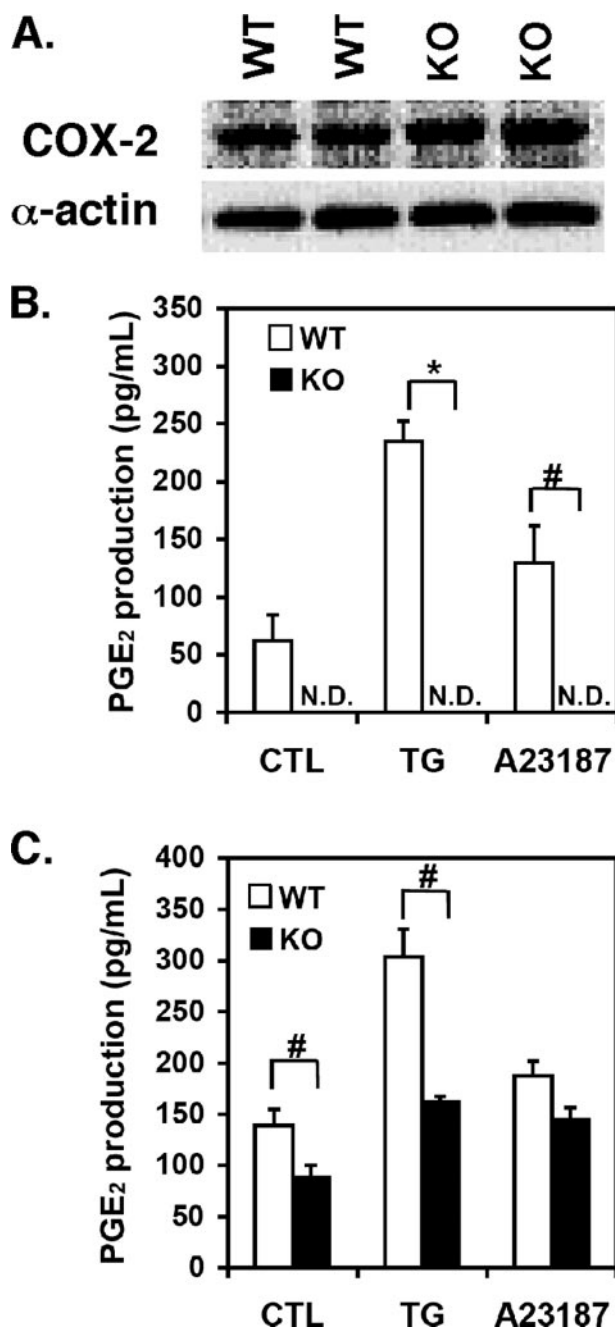 A.
WT WT KO KO
COX-2
α-actin
B.
PGE₂ production (pg/mL)
350
300
250
200
150
100
50
0
WT
KO
*
#
N.D. N.D. N.D.
CTL TG A23187
C.
PGE₂ production (pg/mL)
400
350
300
250
200
150
100
50
0
WT
KO
#
#
CTL TG A23187